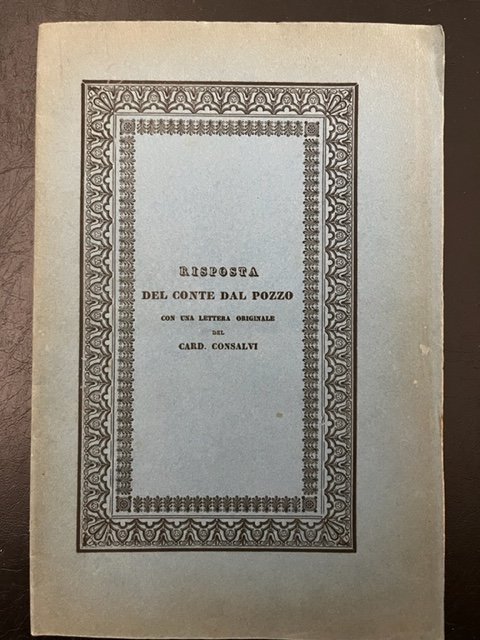 RISPOSTA
DEL CONTE DAL POZZO
CON UNA LETTERA ORIGINALE
DEL
CARD. CONSALVI